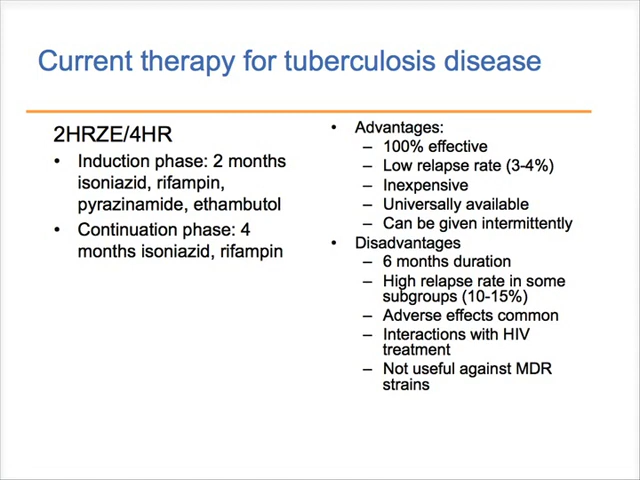 Current therapy for tuberculosis disease
2HRZE/4HR
• Induction phase: 2 months
isoniazid, rifampin,
pyrazinamide, ethambutol
• Continuation phase: 4
months isoniazid, rifampin
• Advantages:
– 100% effective
– Low relapse rate (3-4%)
– Inexpensive
– Universally available
– Can be given intermittently
• Disadvantages
– 6 months duration
– High relapse rate in some
subgroups (10-15%)
– Adverse effects common
– Interactions with HIV
treatment
– Not useful against MDR
strains